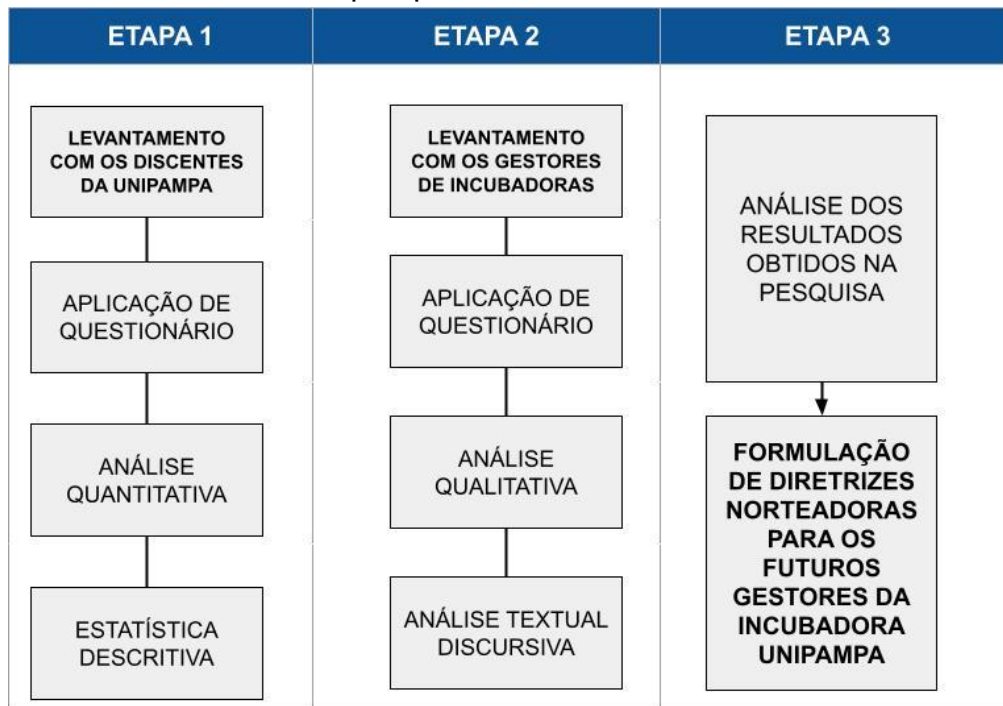 ETAPA 1
ETAPA 2
ETAPA 3
LEVANTAMENTO
COM OS DISCENTES
DA UNIPAMPA
APLICAÇÃO DE
QUESTIONÁRIO
ANÁLISE
QUANTITATIVA
ESTATÍSTICA
DESCRITIVA
LEVANTAMENTO
COM OS GESTORES
DE INCUBADORAS
APLICAÇÃO DE
QUESTIONÁRIO
ANÁLISE
QUALITATIVA
ANÁLISE TEXTUAL
DISCURSIVA
ANÁLISE DOS
RESULTADOS
OBTIDOS NA
PESQUISA
FORMULAÇÃO
DE DIRETRIZES
NORTEADORAS
PARA OS
FUTUROS
GESTORES DA
INCUBADORA
UNIPAMPA